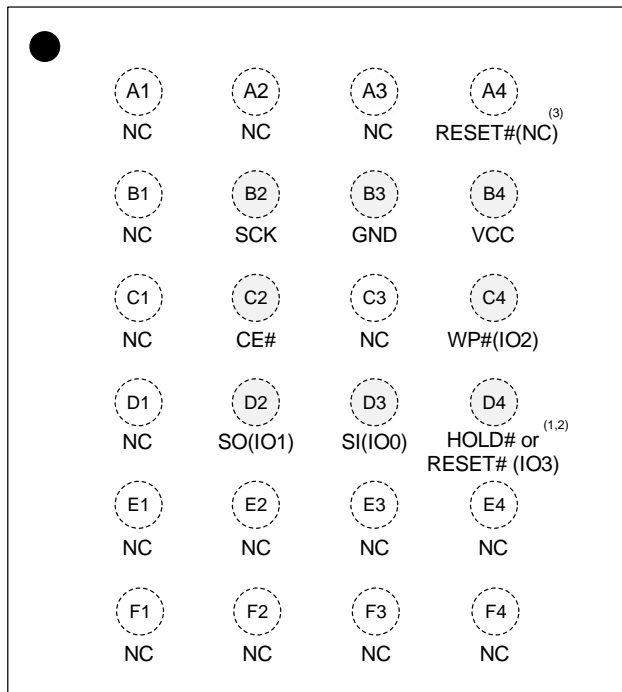 A1 A2 A3 A4
NC NC NC RESET#(NC) (3)
B1 B2 B3 B4
NC SCK GND VCC
C1 C2 C3 C4
NC CE# NC WP#(IO2)
D1 D2 D3 D4
NC SO(IO1) SI(IO0) HOLD# or (1,2)
RESET# (IO3)
E1 E2 E3 E4
NC NC NC NC
F1 F2 F3 F4
NC NC NC NC